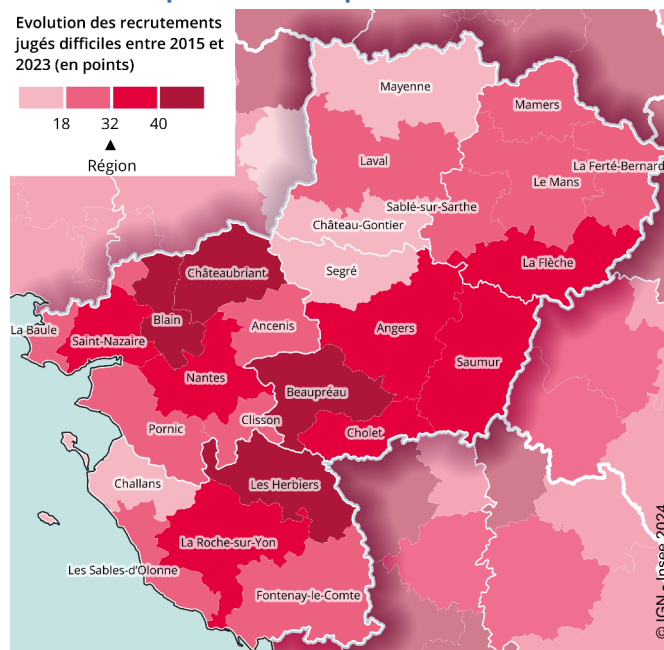 Evolution des recrutements
jugés difficiles entre 2015 et
2023 (en points)
18 32 40
Région
Mayenne
Mamers
Laval
La Ferté-Bernard
Le Mans
Sablé-sur-Sarthe
Château-Gontier
La Flèche
Segré
Châteaubriant
Blain
Ancenis
Angers
La Baule
Saint-Nazaire
Saumur
Nantes
Beaupréau
Clisson
Pornic
Cholet
Challans
Les Herbiers
La Roche-sur-Yon
Les Sables-d'Olonne
Fontenay-le-Comte
© IGN - Insee 2024